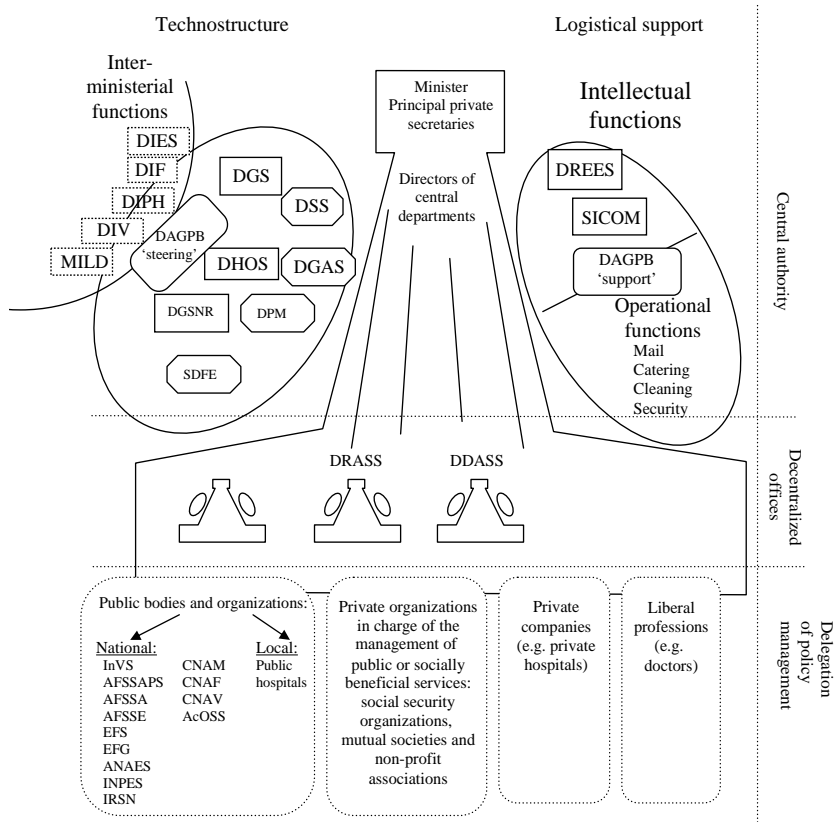 Technostructure
Logistical support
Inter-
ministerial
functions
DIES
DIF
DIPH
DIV
MILD
DGS
DSS
DAGPB
‘steering’
DHOS
DGAS
DGSNR
DPM
SDFE
Minister
Principal private
secretaries
Directors of
central
departments
Intellectual
functions
DREES
SICOM
DAGPB
‘support’
Operational
functions
Mail
Catering
Cleaning
Security
Central authority
DRASS
DDASS
Decentralized
offices
Public bodies and organizations:
National:
InVS
AFSSAPS
AFSSA
AFSSE
EFS
EFG
ANAES
INPES
IRSN
CNAM
CNAF
CNAV
AcOSS
Local:
Public
hospitals
Private organizations
in charge of the
management of
public or socially
beneficial services:
social security
organizations,
mutual societies and
non-profit
associations
Private
companies
(e.g. private
hospitals)
Liberal
professions (e.g.
doctors)
Delegation
of policy
management